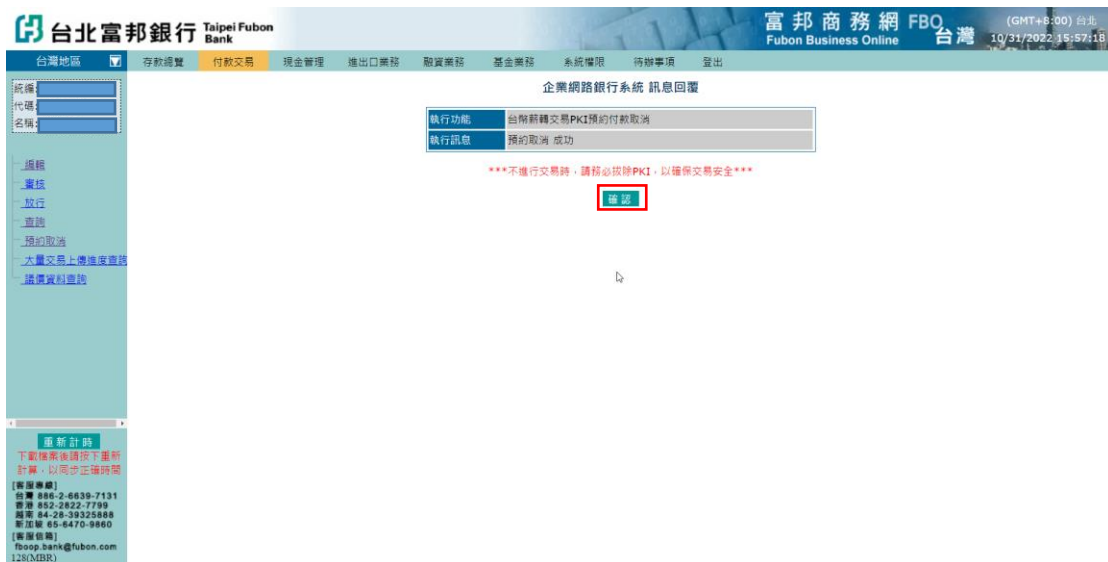 台北富邦銀行 Taipei Fubon Bank
富邦商務網 FBO 台灣
Fubon Business Online
(GMT+8:00) 台北
10/31/2022 15:57:18
台灣地區
存款總覽 付款交易 現金管理 進出口業務 融資業務 基金業務 系統權限 待辦事項 登出
統編:
代碼:
名稱:
編輯
審核
放行
查詢
預約取消
大量交易上傳進度查詢
議價資料查詢
企業網路銀行系統 訊息回覆
執行功能 台幣薪轉交易PKI預約付款取消
執行訊息 預約取消 成功
***不進行交易時，請務必拔除PKI，以確保交易安全***
確認
重新計時
下載檔案後請按下重新
計算，以同步正確時間
[客服專線]
台灣 886-2-6639-7131
香港 852-2822-7799
越南 84-28-39325888
新加坡 65-6470-9860
[客服信箱]
fboop.bank@fubon.com
128(MBR)